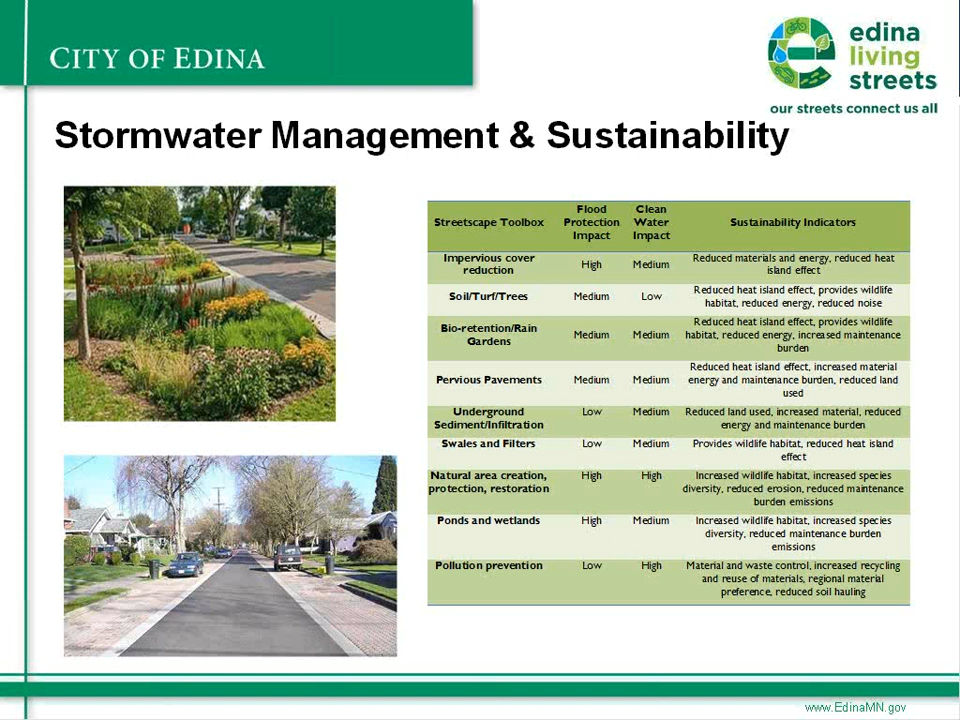 CITY OF EDINA
edina
living
streets
our streets connect us all
Stormwater Management & Sustainability
Streetscape Toolbox
Flood
Protection
Impact
Clean
Water
Impact
Sustainability Indicators
Impervious cover
reduction
High
Medium
Reduced materials and energy, reduced heat
island effect
Soil/Turf/Trees
Medium
Low
Reduced heat island effect, provides wildlife
habitat, reduced energy, reduced noise
Bio-retention/Rain
Gardens
Medium
Medium
Reduced heat island effect, provides wildlife
habitat, reduced energy, increased maintenance
burden
Pervious Pavements
Medium
Medium
Reduced heat island effect, increased material
energy and maintenance burden, reduced land
used
Underground
Sediment/Infiltration
Low
Medium
Reduced land used, increased material, reduced
energy and maintenance burden
Swales and Filters
Low
Medium
Provides wildlife habitat, reduced heat island
effect
Natural area creation,
protection, restoration
High
High
Increased wildlife habitat, increased species
diversity, reduced erosion, reduced maintenance
burden emissions
Ponds and wetlands
High
Medium
Increased wildlife habitat, increased species
diversity, reduced maintenance burden
emissions
Pollution prevention
Low
High
Material and waste control, increased recycling
and reuse of materials, regional material
preference, reduced soil hauling
www.EdinaMN.gov